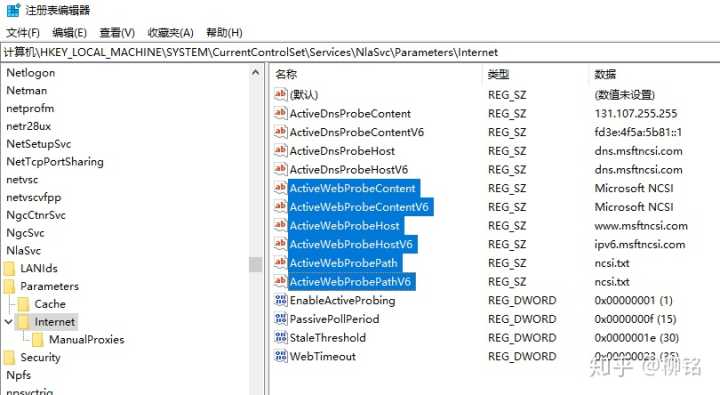 注册表编辑器
文件(F) 编辑(E) 查看(V) 收藏夹(A) 帮助(H)
计算机\HKEY_LOCAL_MACHINE\SYSTEM\CurrentControlSet\Services\NlaSvc\Parameters\Internet
Netlogon
Netman
netprofm
netr28ux
NetSetupSvc
NetTcpPortSharing
netvsc
netvscvfpp
NgcCtnrSvc
NgcSvc
NlaSvc
LANIds
Parameters
Cache
Internet
ManualProxies
Security
Npfs
npsvctrig
名称 类型 数据
(默认) REG_SZ (数值未设置)
ActiveDnsProbeContent REG_SZ 131.107.255.255
ActiveDnsProbeContentV6 REG_SZ fd3e:4f5a:5b81::1
ActiveDnsProbeHost REG_SZ dns.msftncsi.com
ActiveDnsProbeHostV6 REG_SZ dns.msftncsi.com
ActiveWebProbeContent REG_SZ Microsoft NCSI
ActiveWebProbeContentV6 REG_SZ Microsoft NCSI
ActiveWebProbeHost REG_SZ www.msftncsi.com
ActiveWebProbeHostV6 REG_SZ ipv6.msftncsi.com
ActiveWebProbePath REG_SZ ncsi.txt
ActiveWebProbePathV6 REG_SZ ncsi.txt
EnableActiveProbing REG_DWORD 0x00000001 (1)
PassivePollPeriod REG_DWORD 0x0000000f (15)
StaleThreshold REG_DWORD 0x0000001e (30)
WebTimeout REG_DWORD 0x00000023 (35)
知乎 @柳铭